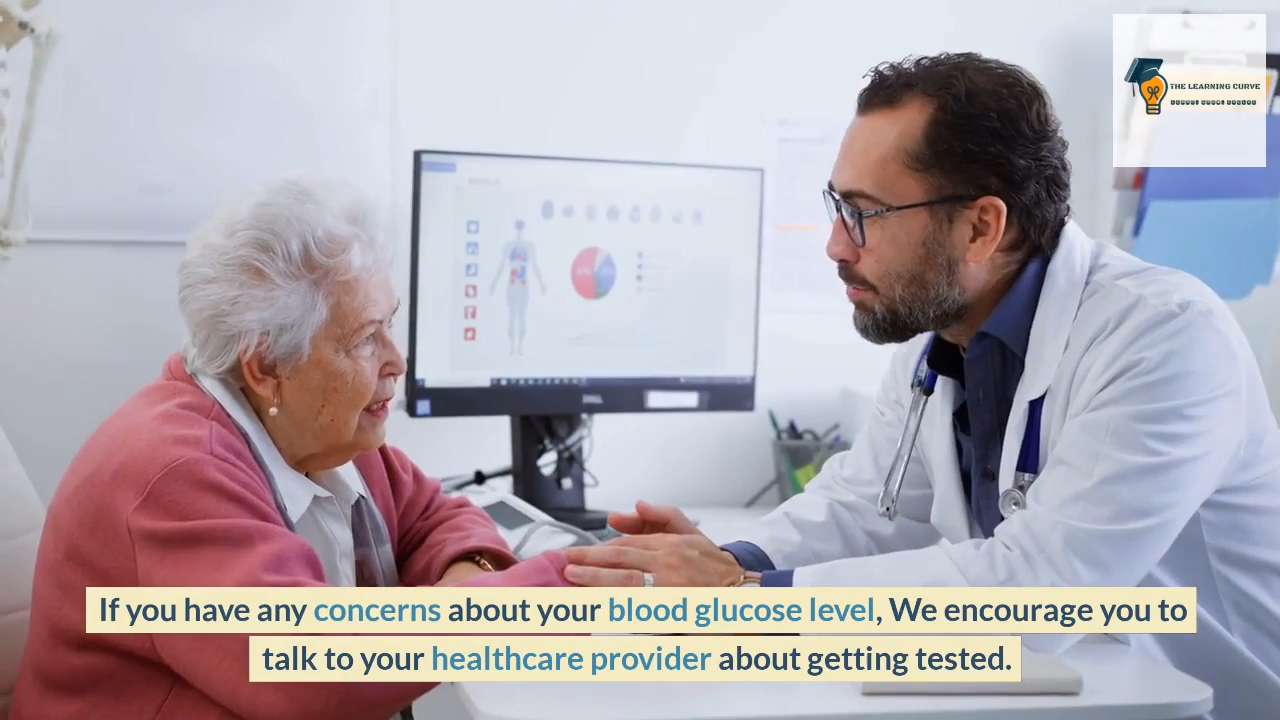 THE LEARNING CURVE
DELL
If you have any concerns about your blood glucose level, We encourage you to
talk to your healthcare provider about getting tested.